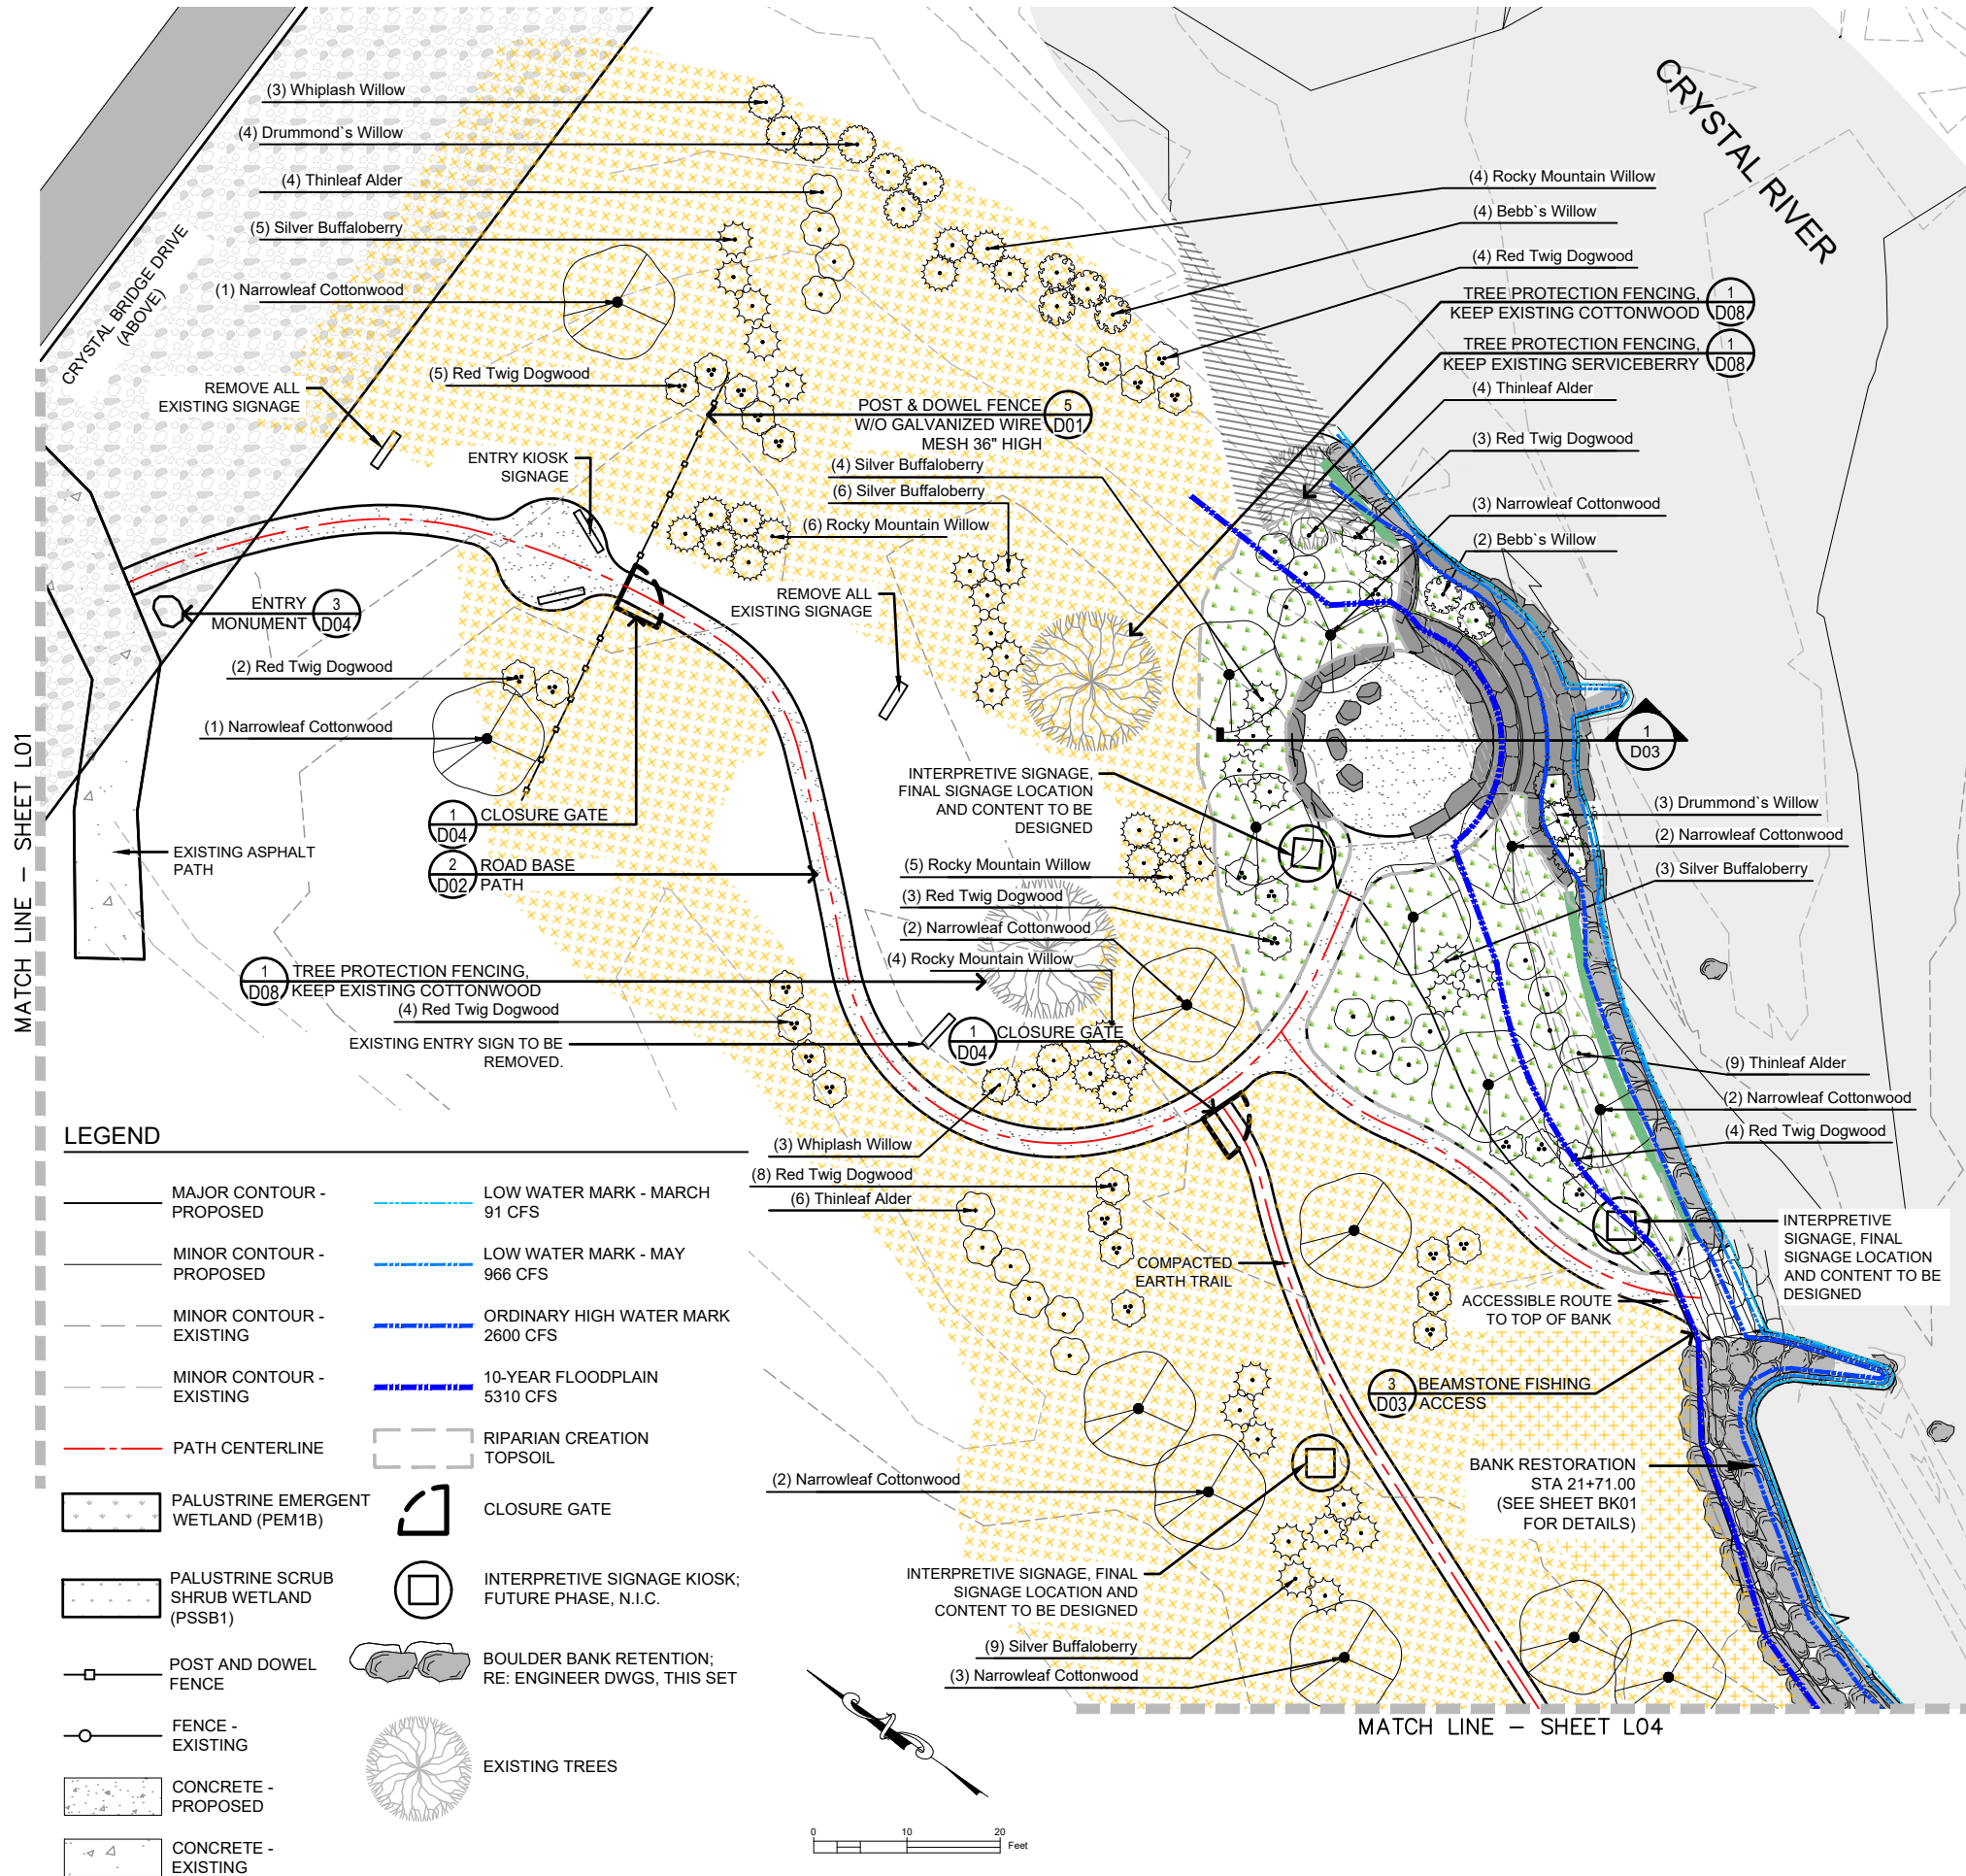 (3) Whiplash Willow
(4) Drummond`s Willow
(4) Thinleaf Alder
(5) Silver Buffaloberry
(1) Narrowleaf Cottonwood
CRYSTAL BRIDGE DRIVE
(ABOVE)
REMOVE ALL
EXISTING SIGNAGE
(5) Red Twig Dogwood
POST & DOWEL FENCE
W/O GALVANIZED WIRE
MESH 36" HIGH
5
D01
ENTRY KIOSK
SIGNAGE
(4) Silver Buffaloberry
(6) Silver Buffaloberry
(6) Rocky Mountain Willow
CRYSTAL RIVER
(4) Rocky Mountain Willow
(4) Bebb`s Willow
(4) Red Twig Dogwood
TREE PROTECTION FENCING,
KEEP EXISTING COTTONWOOD
1
D08
TREE PROTECTION FENCING,
KEEP EXISTING SERVICEBERRY
1
D08
(4) Thinleaf Alder
(3) Red Twig Dogwood
(3) Narrowleaf Cottonwood
(2) Bebb`s Willow
ENTRY
MONUMENT
3
D04
REMOVE ALL
EXISTING SIGNAGE
(2) Red Twig Dogwood
(1) Narrowleaf Cottonwood
1
D03
MATCH LINE - SHEET L01
INTERPRETIVE SIGNAGE,
FINAL SIGNAGE LOCATION
AND CONTENT TO BE
DESIGNED
1
D04
CLOSURE GATE
EXISTING ASPHALT
PATH
2
D02
ROAD BASE
PATH
(3) Drummond`s Willow
(2) Narrowleaf Cottonwood
(3) Silver Buffaloberry
(5) Rocky Mountain Willow
(3) Red Twig Dogwood
(2) Narrowleaf Cottonwood
(4) Rocky Mountain Willow
1
D08
TREE PROTECTION FENCING,
KEEP EXISTING COTTONWOOD
(4) Red Twig Dogwood
EXISTING ENTRY SIGN TO BE
REMOVED.
1
D04
CLOSURE GATE
(9) Thinleaf Alder
(2) Narrowleaf Cottonwood
(4) Red Twig Dogwood
(3) Whiplash Willow
(8) Red Twig Dogwood
(6) Thinleaf Alder
COMPACTED
EARTH TRAIL
INTERPRETIVE
SIGNAGE, FINAL
SIGNAGE LOCATION
AND CONTENT TO BE
DESIGNED
ACCESSIBLE ROUTE
TO TOP OF BANK
3
D03
BEAMSTONE FISHING
ACCESS
BANK RESTORATION
STA 21+71.00
(SEE SHEET BK01
FOR DETAILS)
(2) Narrowleaf Cottonwood
INTERPRETIVE SIGNAGE, FINAL
SIGNAGE LOCATION AND
CONTENT TO BE DESIGNED
(9) Silver Buffaloberry
(3) Narrowleaf Cottonwood
MATCH LINE - SHEET L04
LEGEND
MAJOR CONTOUR -
PROPOSED
MINOR CONTOUR -
PROPOSED
MINOR CONTOUR -
EXISTING
MINOR CONTOUR -
EXISTING
PATH CENTERLINE
PALUSTRINE EMERGENT
WETLAND (PEM1B)
PALUSTRINE SCRUB
SHRUB WETLAND
(PSSB1)
POST AND DOWEL
FENCE
FENCE -
EXISTING
CONCRETE -
PROPOSED
CONCRETE -
EXISTING
LOW WATER MARK - MARCH
91 CFS
LOW WATER MARK - MAY
966 CFS
ORDINARY HIGH WATER MARK
2600 CFS
10-YEAR FLOODPLAIN
5310 CFS
RIPARIAN CREATION
TOPSOIL
CLOSURE GATE
INTERPRETIVE SIGNAGE KIOSK;
FUTURE PHASE, N.I.C.
BOULDER BANK RETENTION;
RE: ENGINEER DWGS, THIS SET
EXISTING TREES
0 10 20
Feet